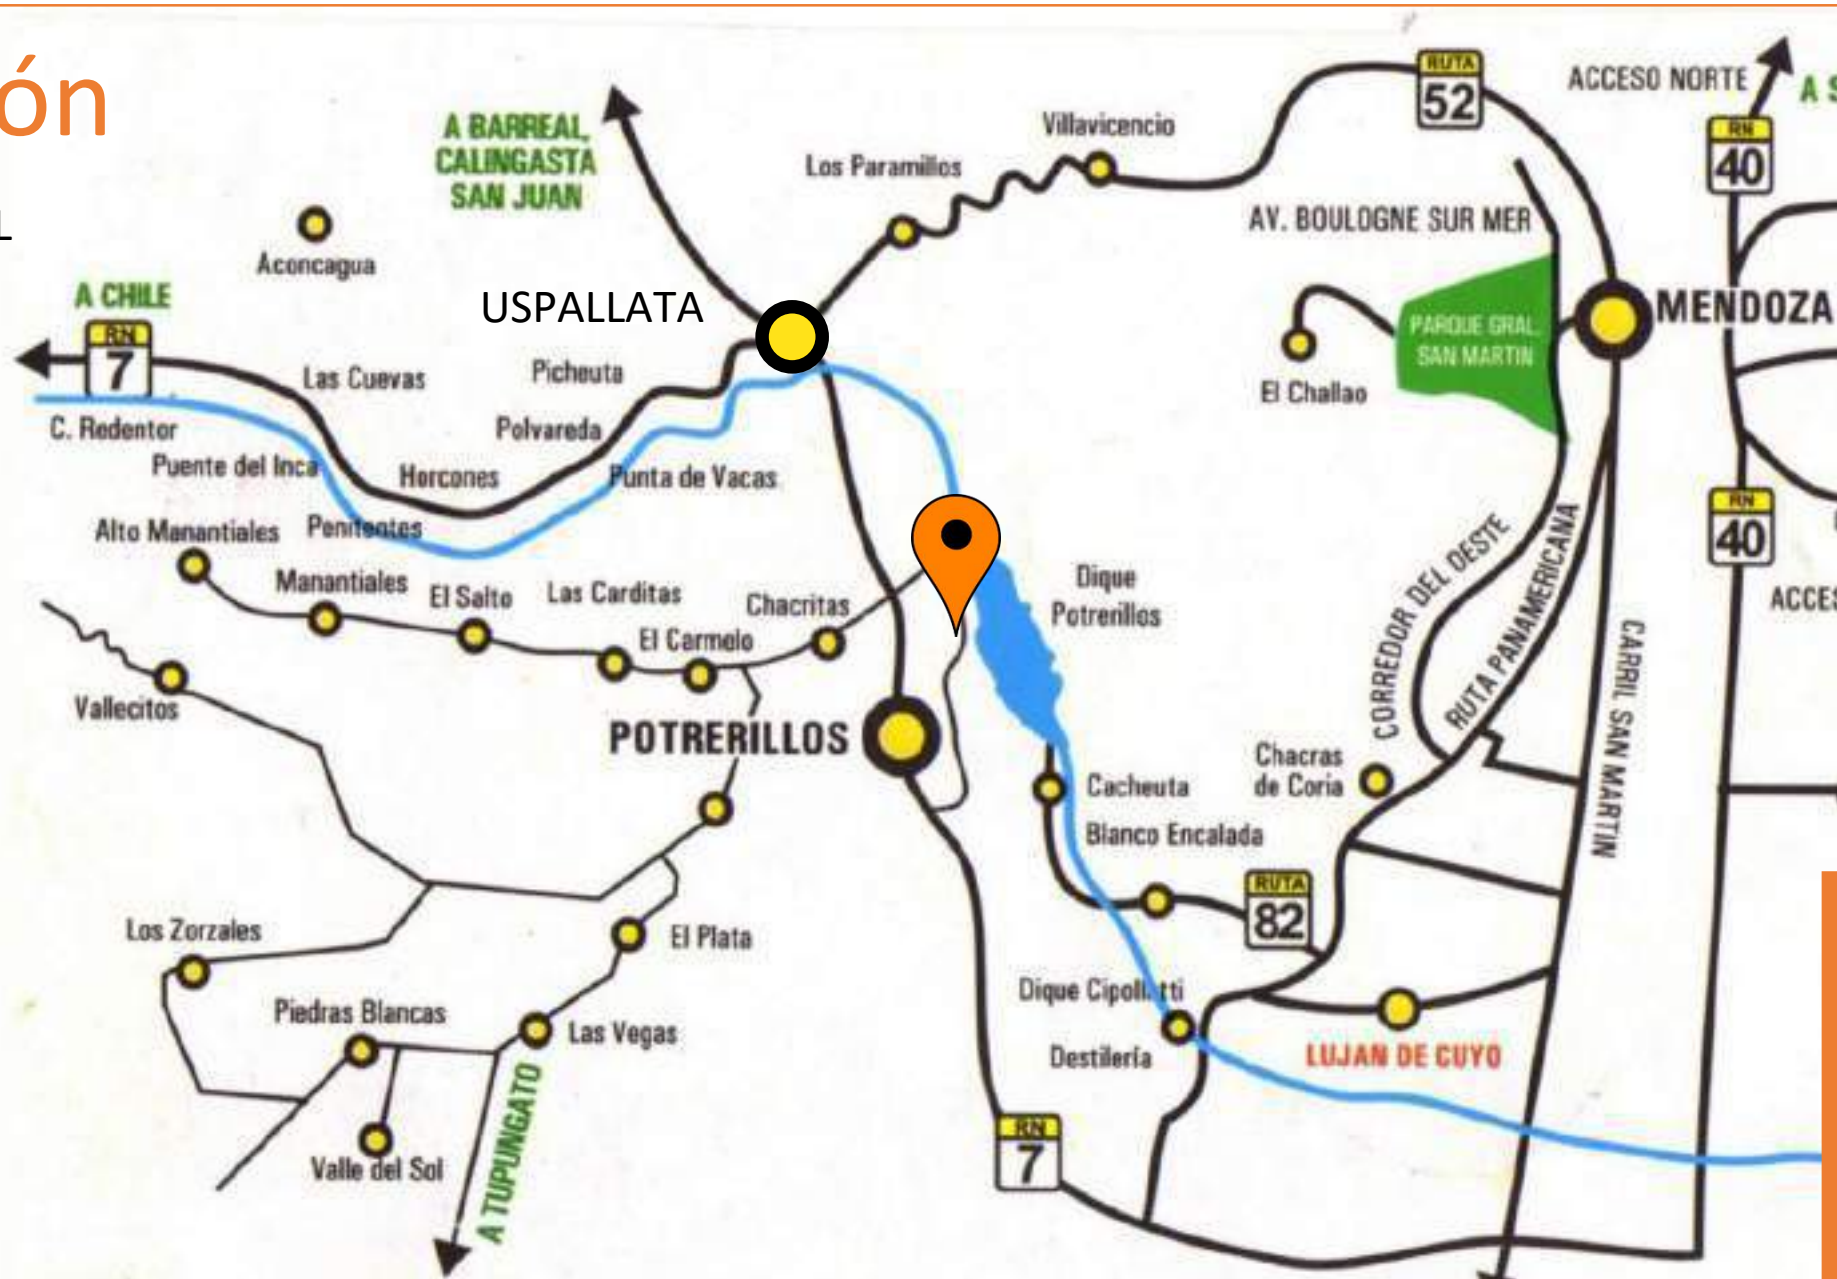 ón
L
A BARREAL,
CALINGASTA
SAN JUAN
Aconcagua
A CHILE
RN
7
USPALLATA
Los Paramillos
Villavicencio
RUTA
52
ACCESO NORTE
A S
RN
40
AV. BOULOGNE SUR MER
PARQUE GRAL.
SAN MARTIN
MENDOZA
El Challao
Las Cuevas
Picheuta
C. Redentor
Polvareda
Puente del Inca
Horcones
Punta de Vacas
Alto Manantiales
Penitentes
RN
40
ACCES
Manantiales
El Salto
Las Carditas
Chacritas
El Carmelo
Dique
Potrerillos
CORREDOR DEL OESTE
RUTA PANAMERICANA
CARRIL SAN MARTIN
Vallecitos
POTRERILLOS
Cacheuta
Chacras
de Coria
Blanco Encalada
RUTA
82
Los Zorzales
El Plata
Piedras Blancas
Las Vegas
Dique Cipolletti
Destilería
LUJAN DE CUYO
Valle del Sol
A TUPUNGATO
RN
7